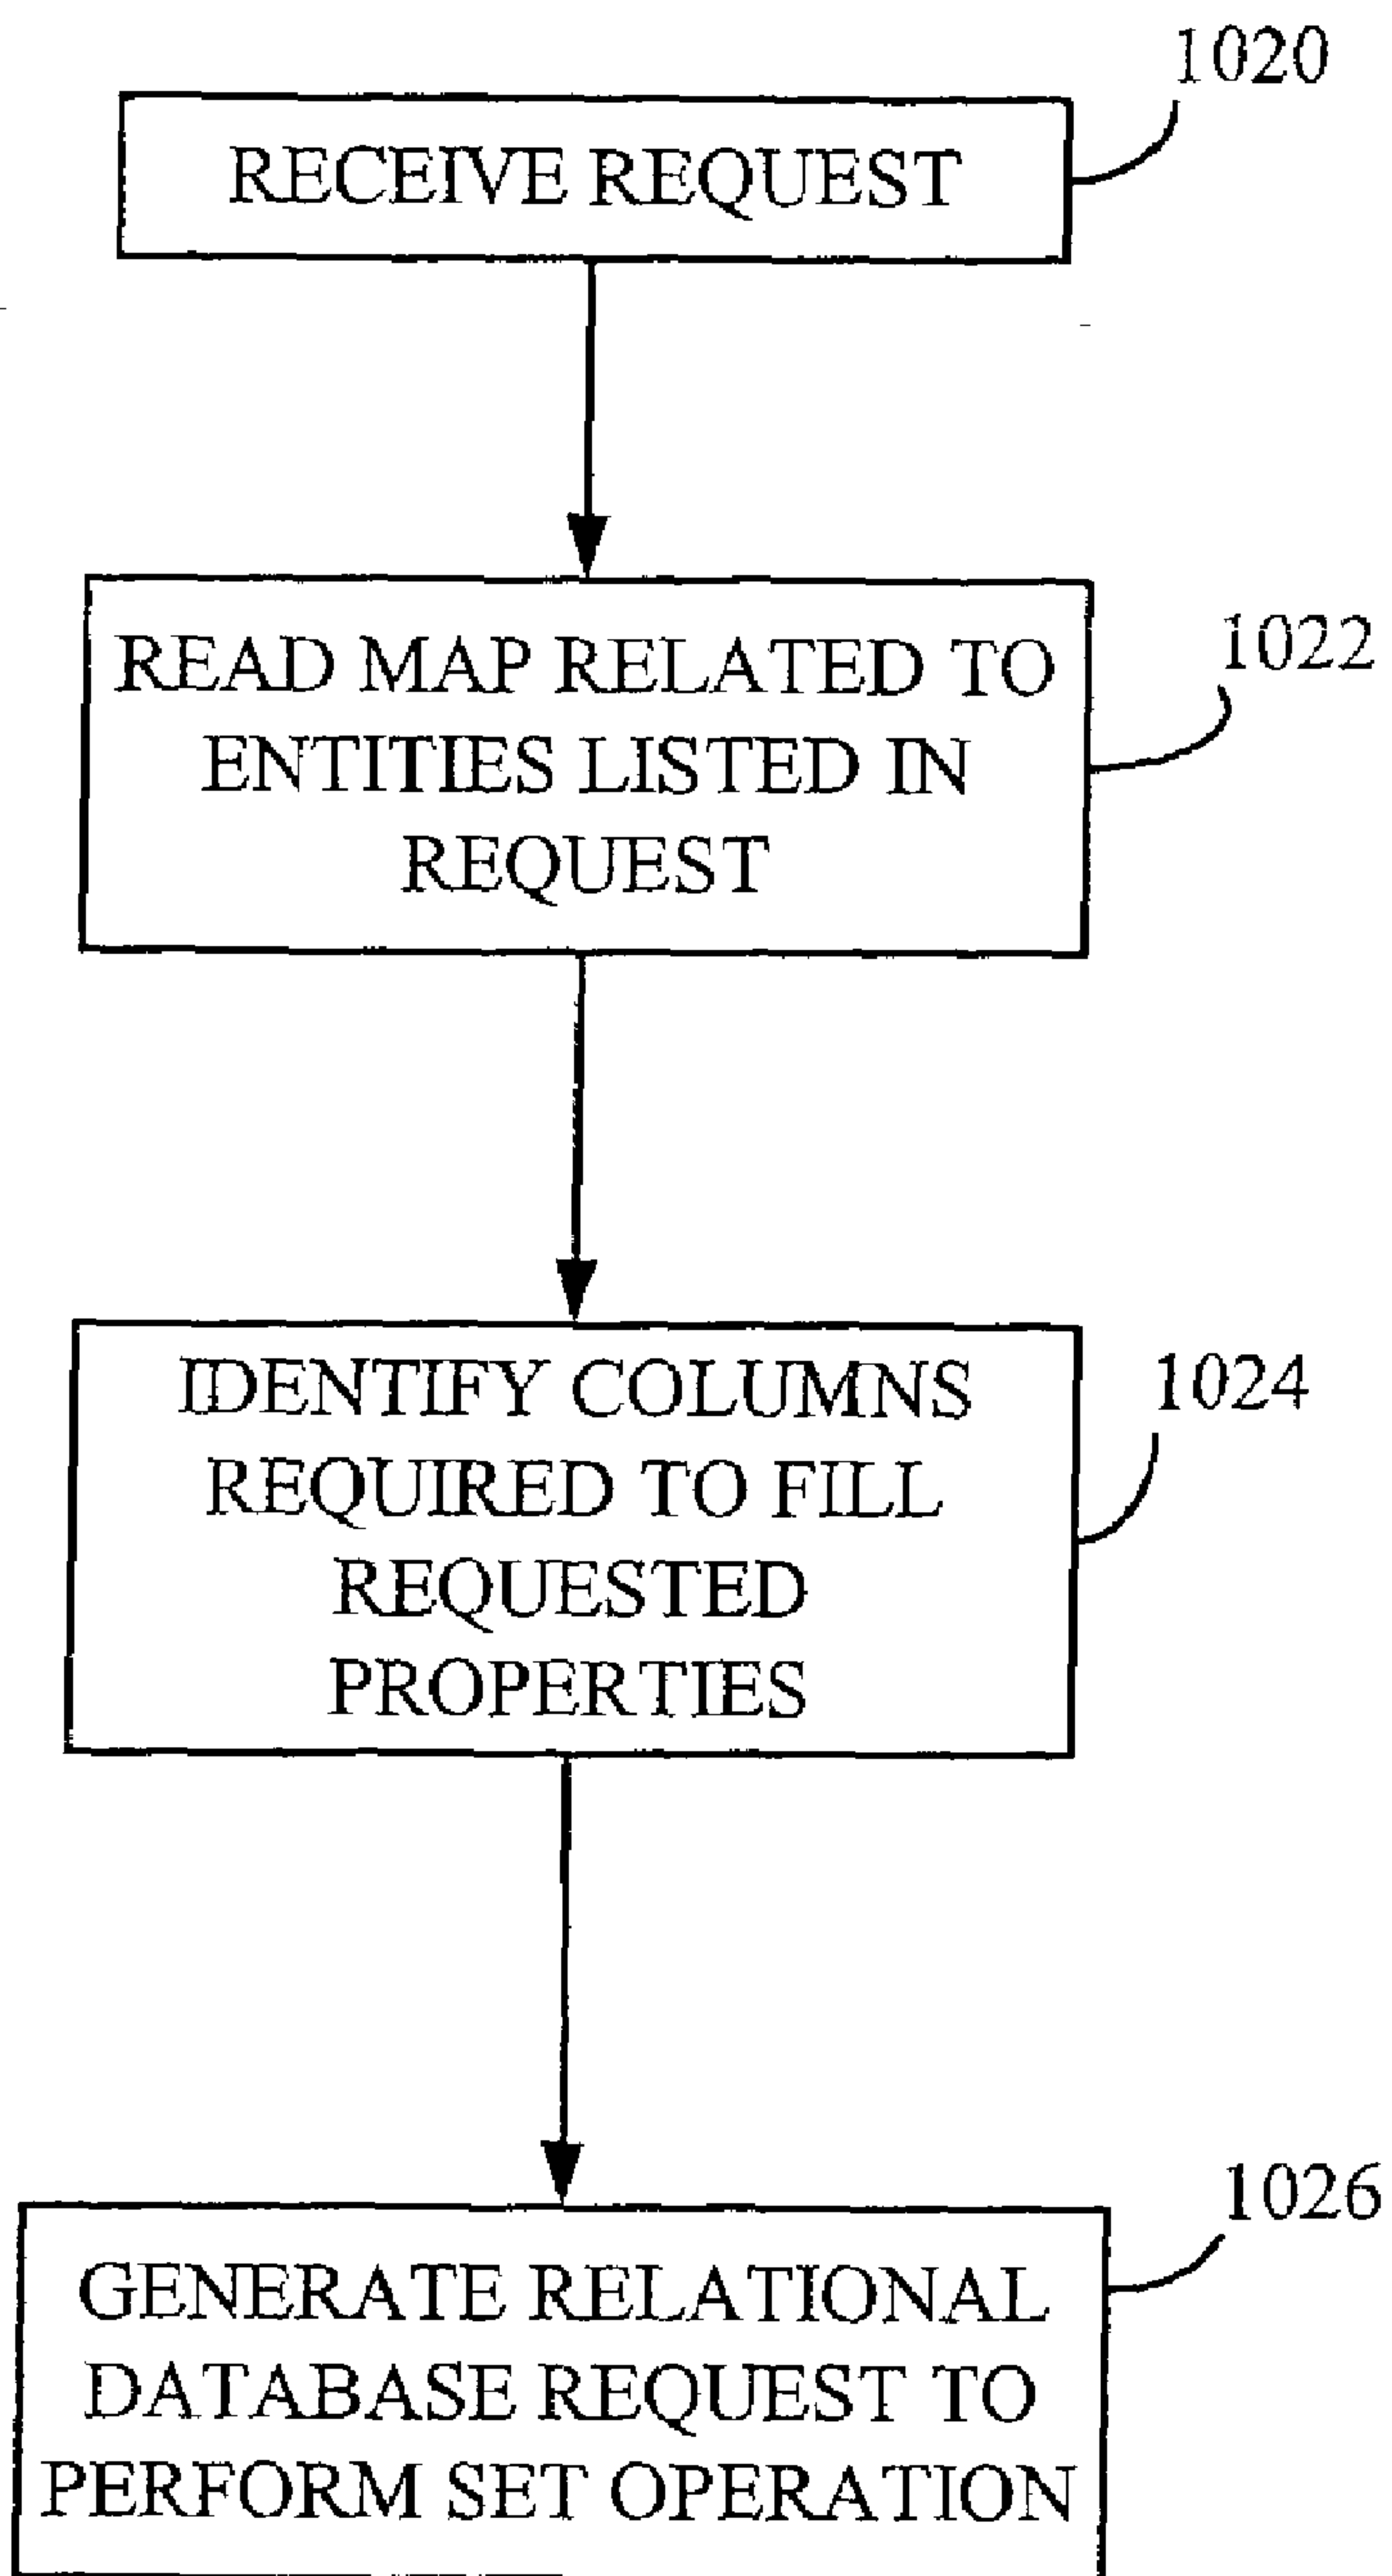 1020
RECEIVE REQUEST
1022
READ MAP RELATED TO
ENTITIES LISTED IN
REQUEST
1024
IDENTIFY COLUMNS
REQUIRED TO FILL
REQUESTED
PROPERTIES
1026
GENERATE RELATIONAL
DATABASE REQUEST TO
PERFORM SET OPERATION